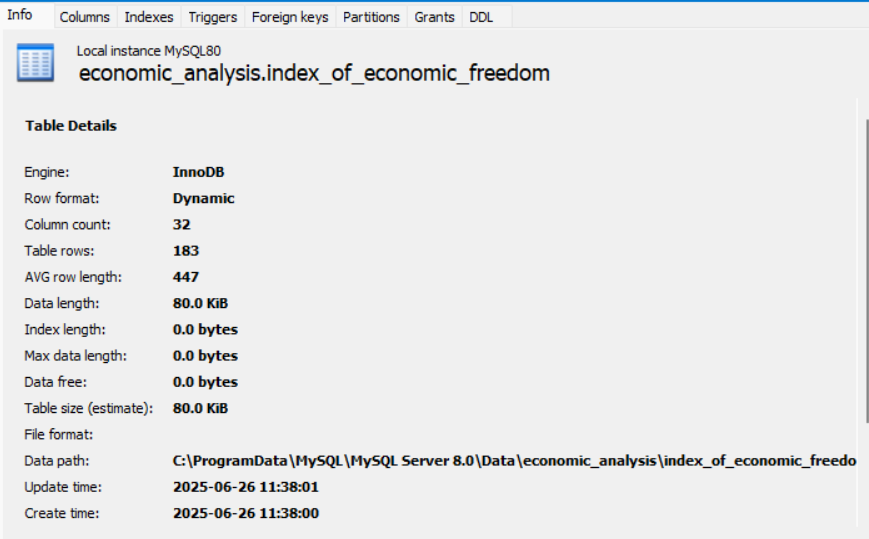 Info Columns Indexes Triggers Foreign keys Partitions Grants DDL
Local instance MySQL80
economic_analysis.index_of_economic_freedom
Table Details
Engine: InnoDB
Row format: Dynamic
Column count: 32
Table rows: 183
AVG row length: 447
Data length: 80.0 KiB
Index length: 0.0 bytes
Max data length: 0.0 bytes
Data free: 0.0 bytes
Table size (estimate): 80.0 KiB
File format:
Data path: C:\ProgramData\MySQL\MySQL Server 8.0\Data\economic_analysis\index_of_economic_freedo
Update time: 2025-06-26 11:38:01
Create time: 2025-06-26 11:38:00